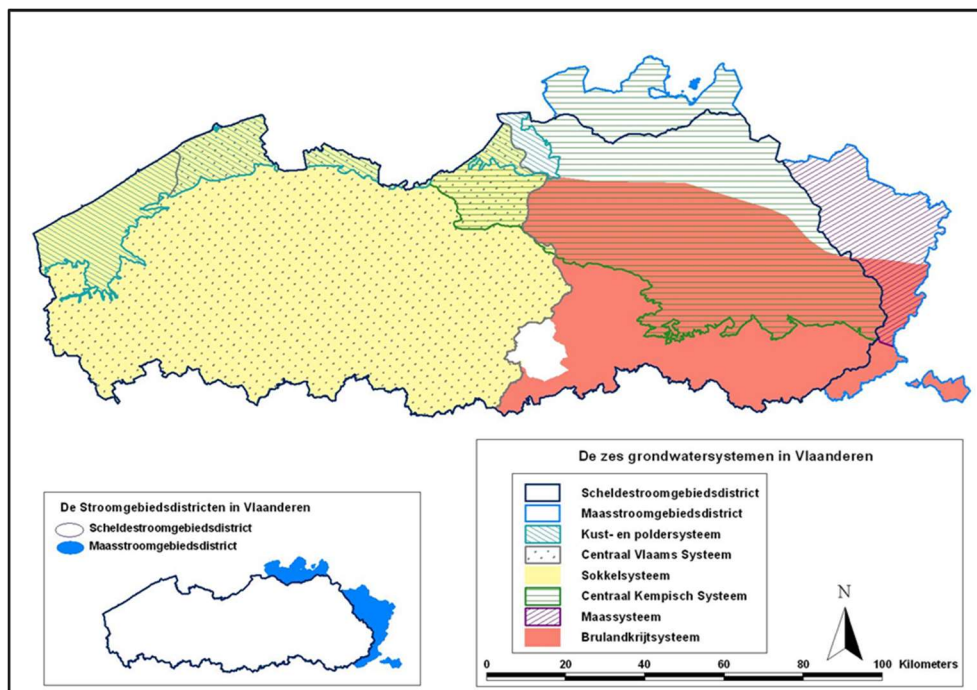 De zes grondwatersystemen in Vlaanderen
Scheldestroomgebiedsdistrict
Maasstroomgebiedsdistrict
Kust- en poldersysteem
Centraal Vlaams Systeem
Sokkelsysteem
Centraal Kempisch Systeem
Maassysteem
Brulandkrijtsysteem
N
0 20 40 60 80 100 Kilometers
De Stroomgebiedsdistricten in Vlaanderen
Scheldestroomgebiedsdistrict
Maasstroomgebiedsdistrict